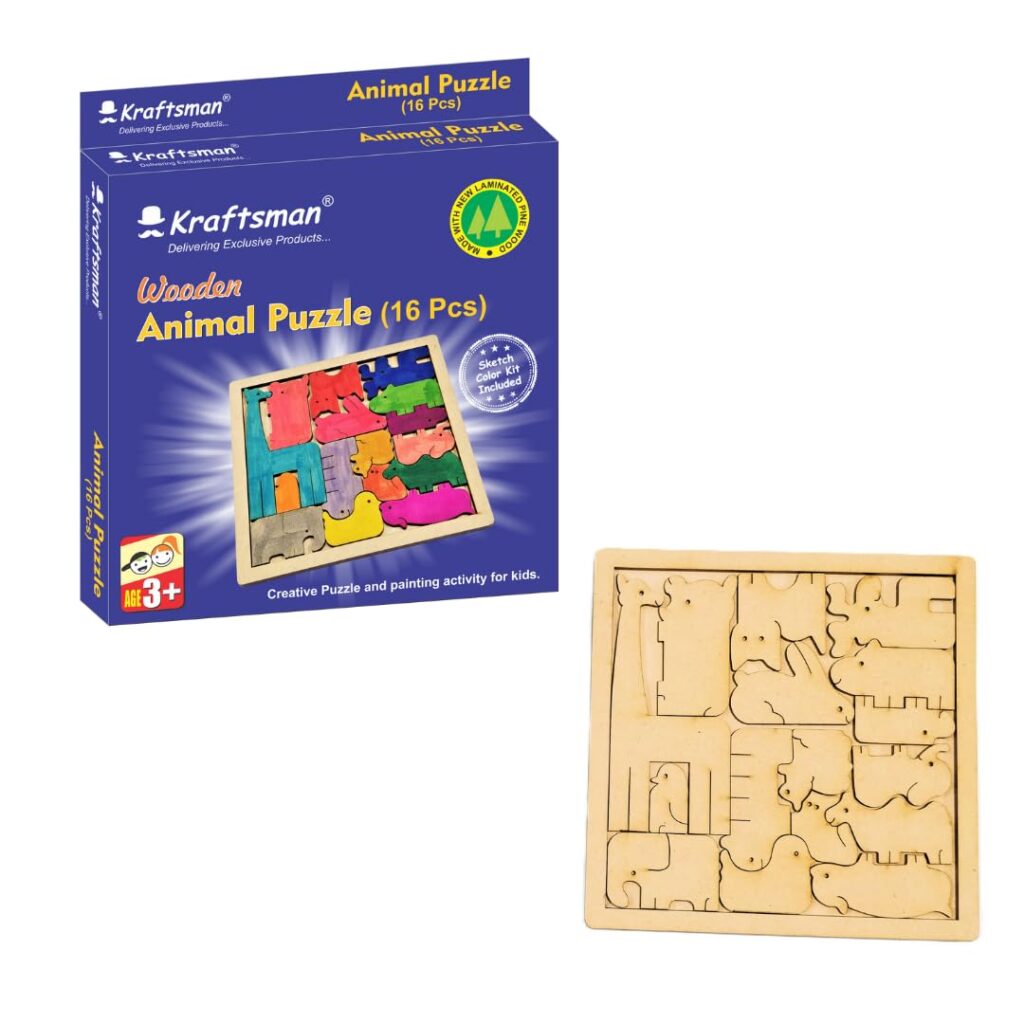 Kraftsman®
Delivering Exclusive Products...
Animal Puzzle
(16 Pcs)
Kraftsman®
Delivering Exclusive Products...
Animal Puzzle
(16 Pcs)
Kraftsman®
Delivering Exclusive Products...
Kraftsman®
Delivering Exclusive Products...
MADE WITH NEW LAMINATED PINE WOOD
Wooden
Animal Puzzle (16 Pcs)
Sketch
Color Kit
Included
Animal Puzzle
(16 Pcs)
AGE 3+
Creative Puzzle and painting activity for kids.